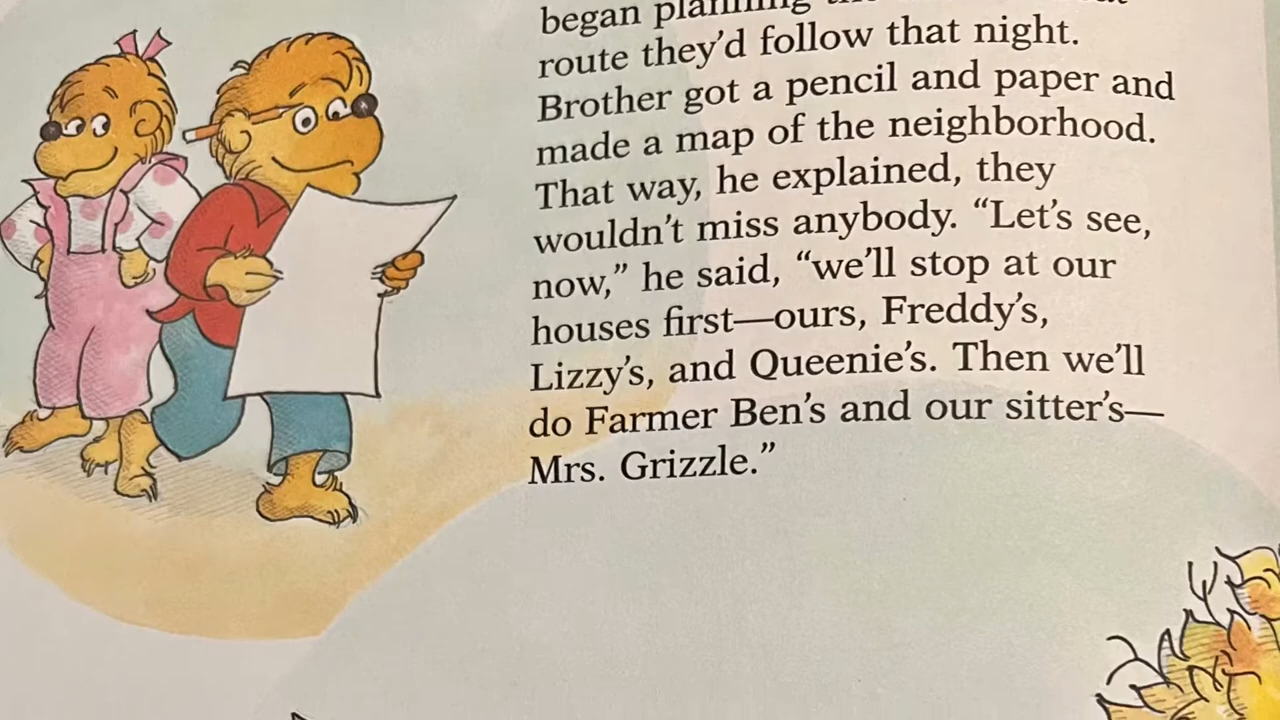 began planning
route they'd follow that night.
Brother got a pencil and paper and
made a map of the neighborhood.
That way, he explained, they
wouldn't miss anybody. “Let's see,
now,” he said, “we'll stop at our
houses first—ours, Freddy's,
Lizzy's, and Queenie's. Then we'll
do Farmer Ben's and our sitter's—
Mrs. Grizzle.”